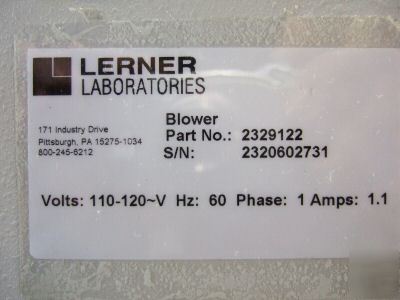 LERNER
LABORATORIES
171 Industry Drive
Pittsburgh, PA 15275-1034
800-245-6212
Blower
Part No.: 2329122
S/N: 2320602731
Volts: 110-120~V Hz: 60 Phase: 1 Amps: 1.1